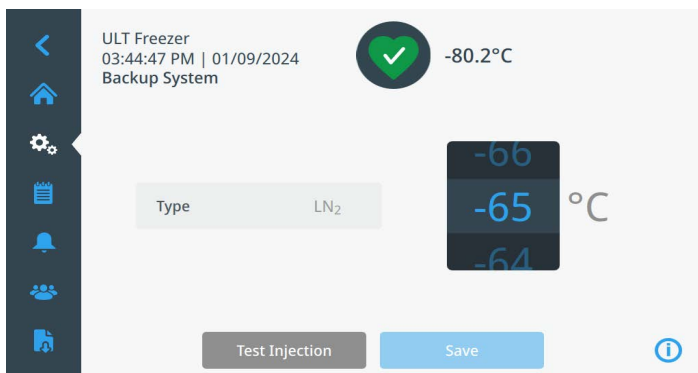 ULT Freezer
03:44:47 PM | 01/09/2024
Backup System
-80.2°C
-66
Type LN₂ -65 °C
-64
Test Injection Save